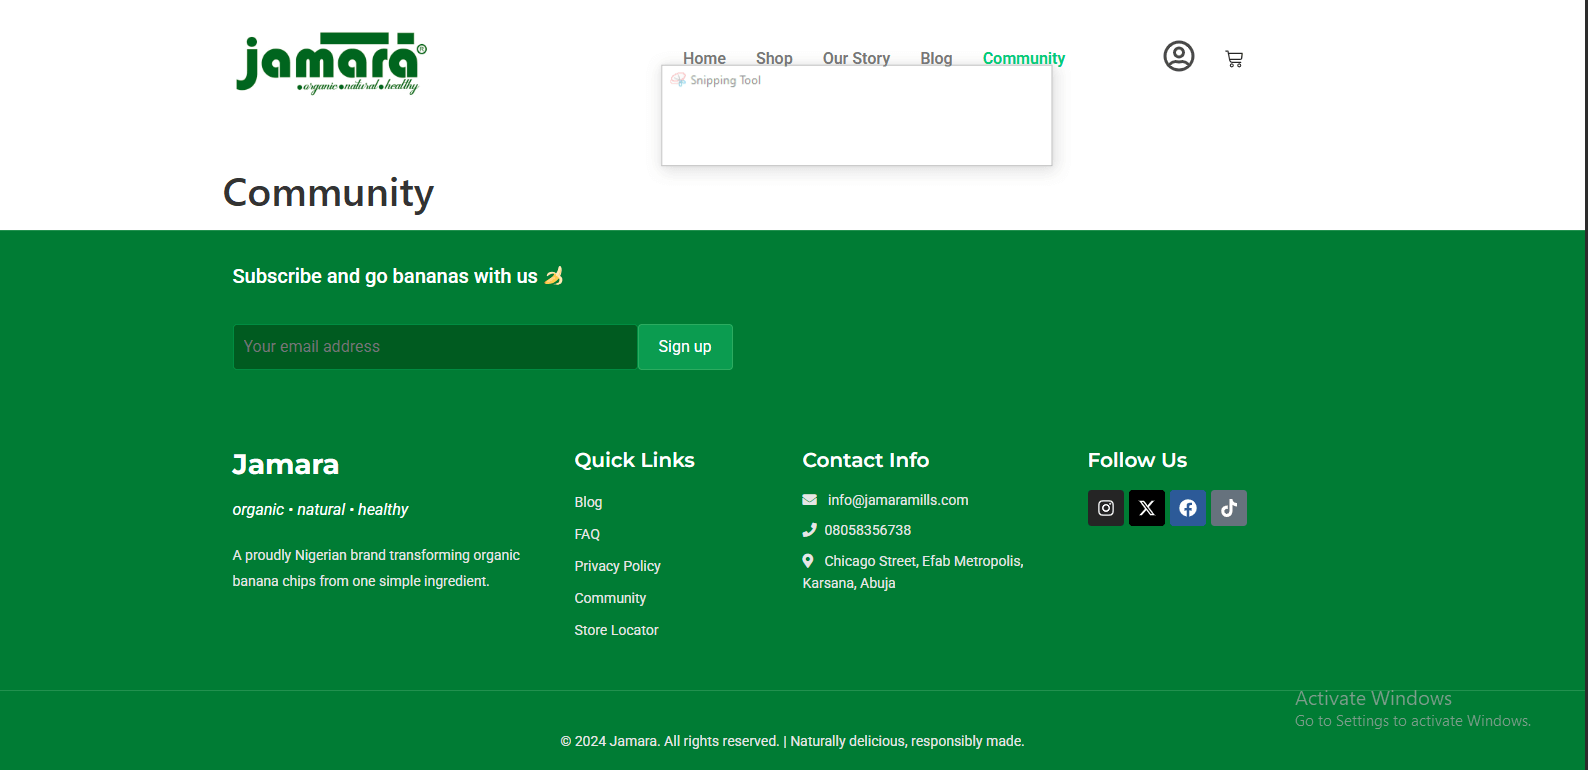 jamara®
•organic•natural•healthy
Home Shop Our Story Blog Community
Snipping Tool
Community
Subscribe and go bananas with us 🍌
Your email address Sign up
Jamara
organic • natural • healthy
A proudly Nigerian brand transforming organic
banana chips from one simple ingredient.
Quick Links
Blog
FAQ
Privacy Policy
Community
Store Locator
Contact Info
info@jamaramills.com
08058356738
Chicago Street, Efab Metropolis,
Karsana, Abuja
Follow Us
Activate Windows
Go to Settings to activate Windows.
© 2024 Jamara. All rights reserved. | Naturally delicious, responsibly made.